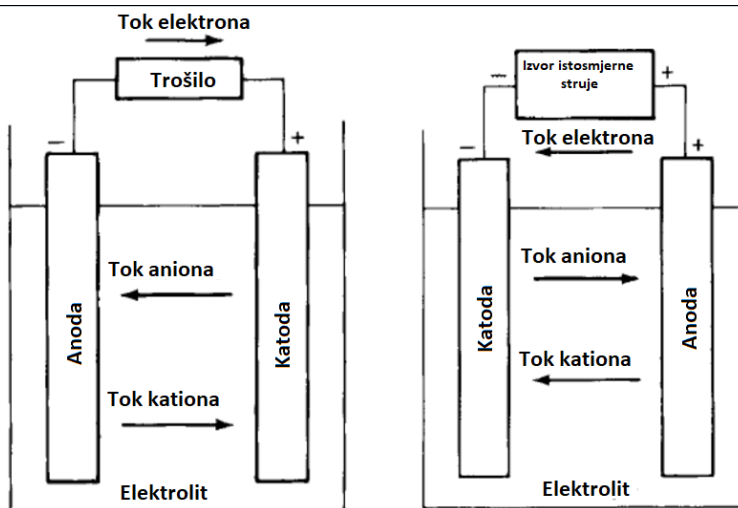 Tok elektrona
Trošilo
−
+
Tok aniona
Anoda
Katoda
Tok kationa
Elektrolit
Izvor istosmjerne
struje
−
+
Tok elektrona
−
+
Tok aniona
Katoda
Anoda
Tok kationa
Elektrolit